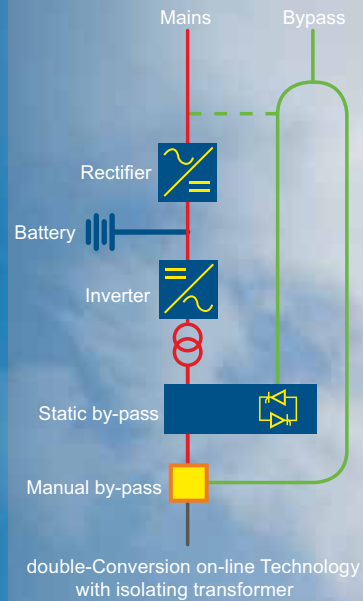 Mains
Bypass
Rectifier
Battery
Inverter
Static by-pass
Manual by-pass
double-Conversion on-line Technology
with isolating transformer